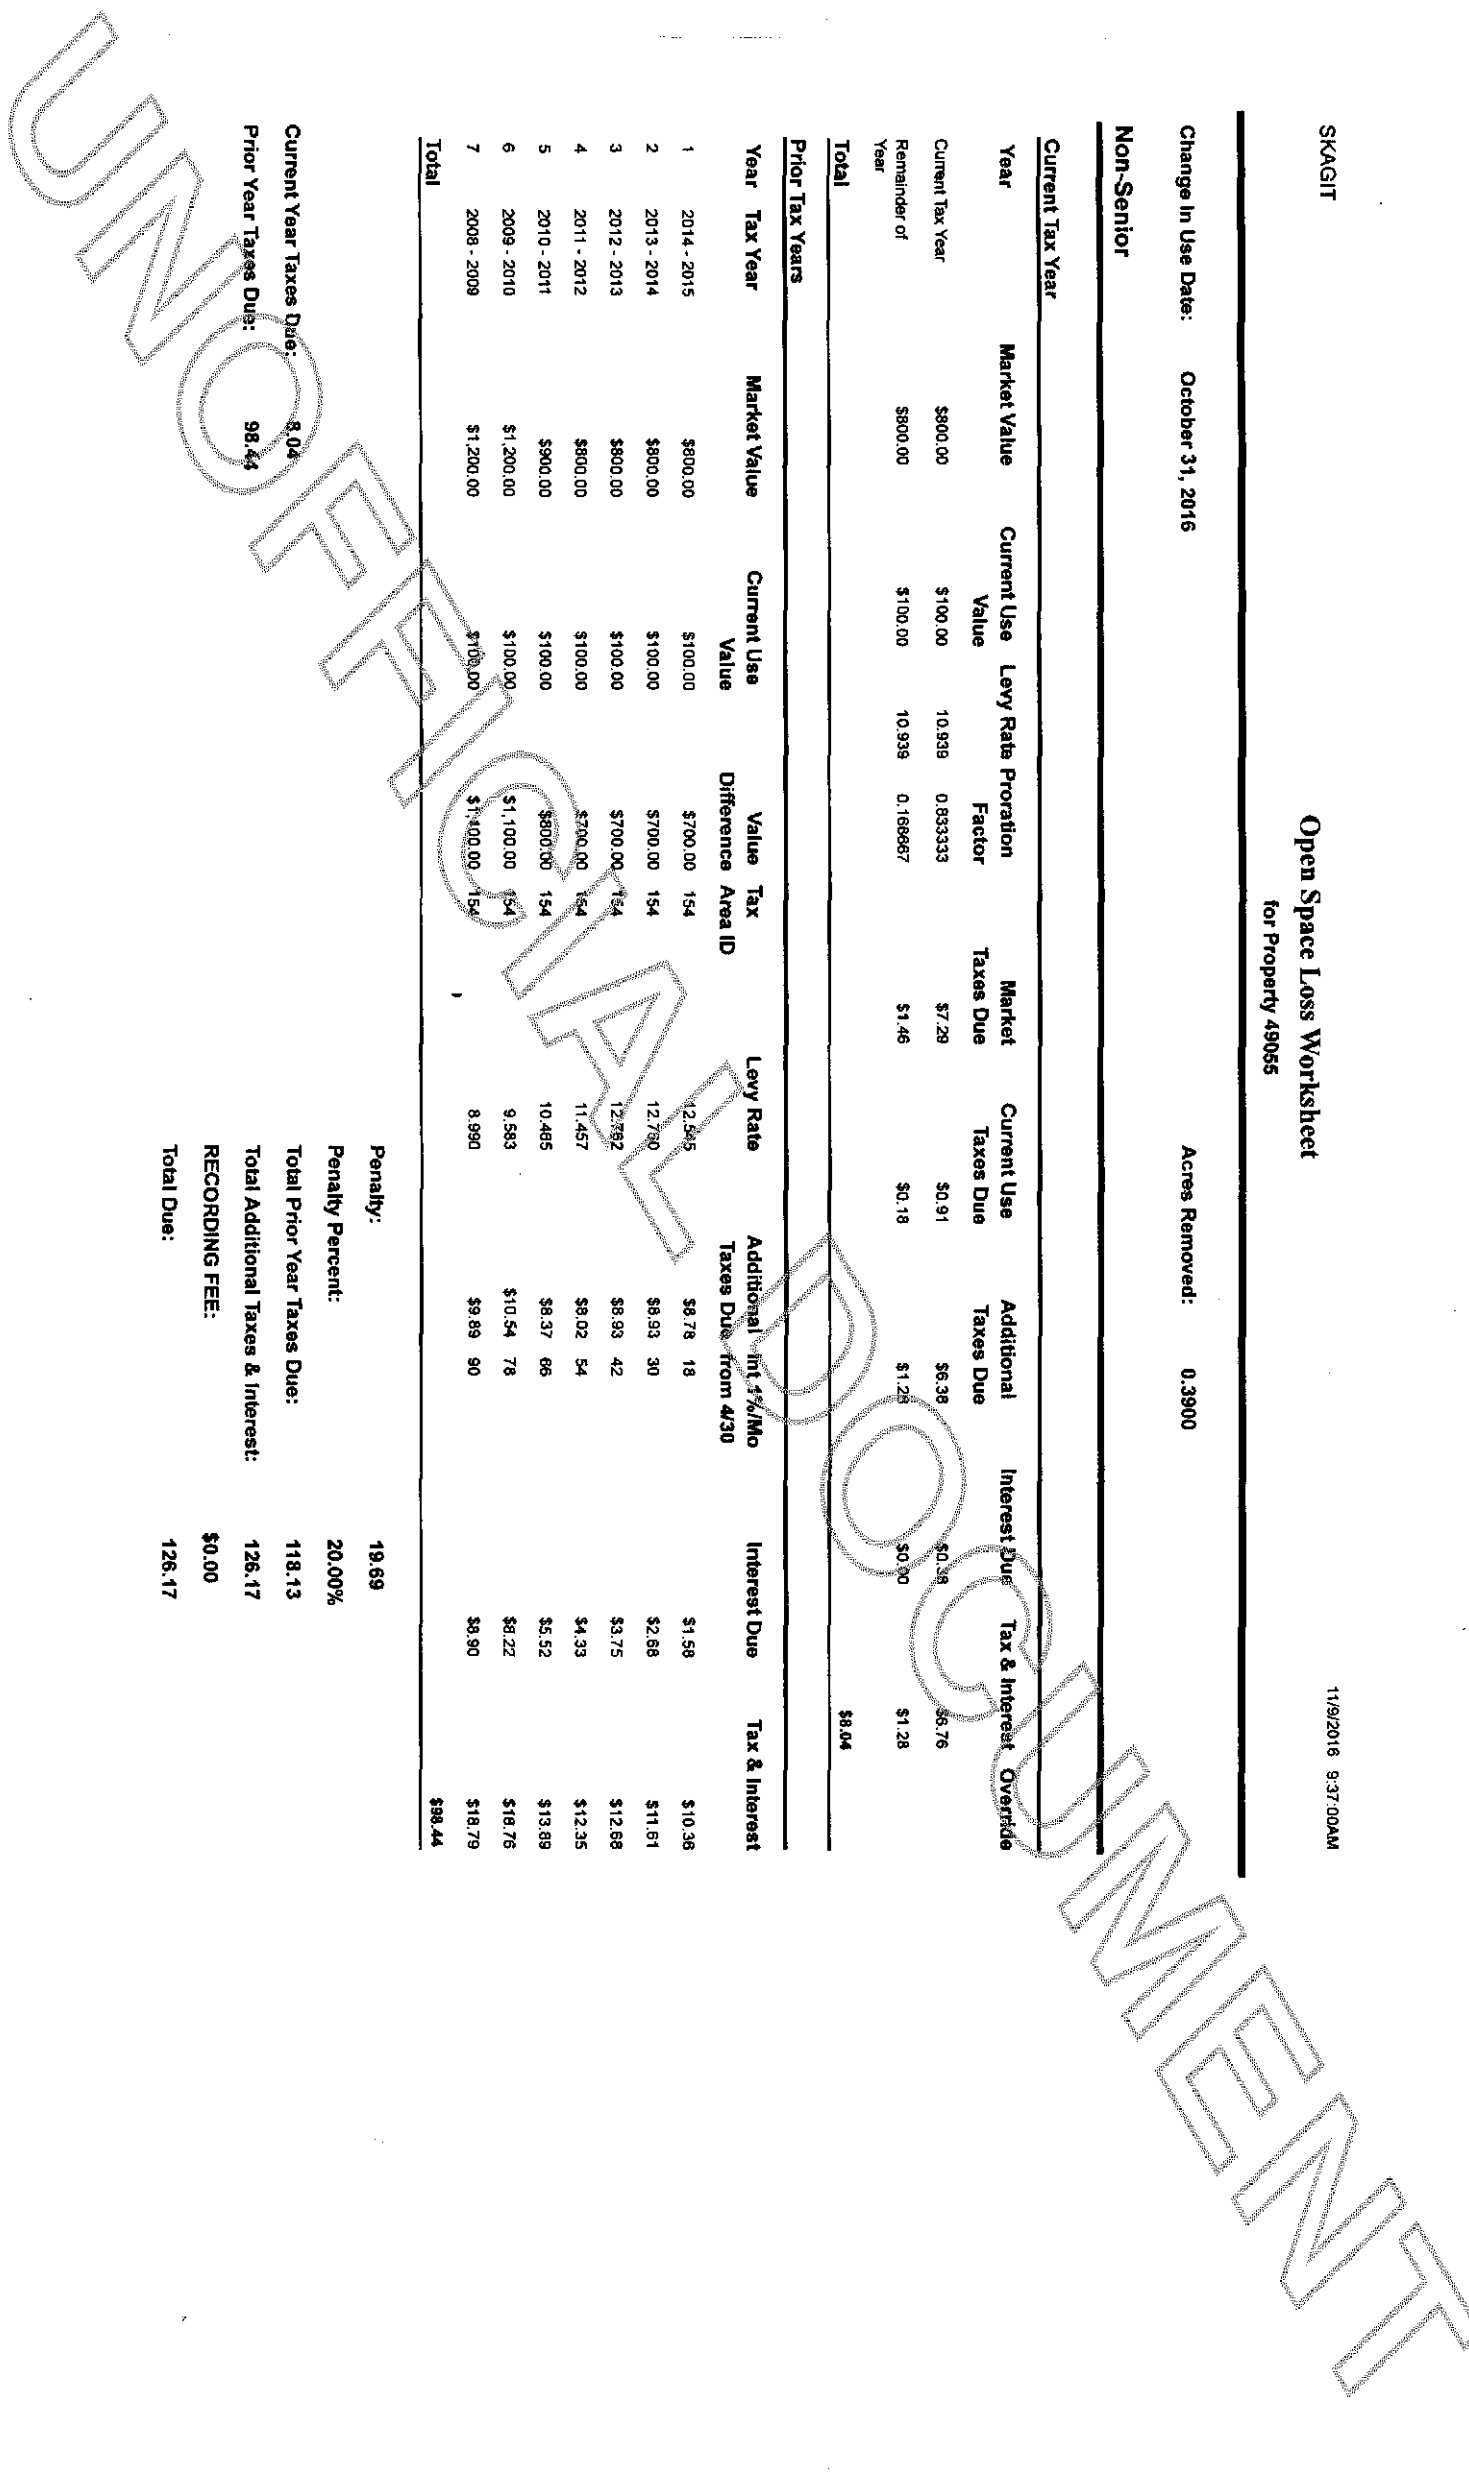 SKAGIT 11/9/2016 9:37:00AM
Open Space Loss Worksheet
for Property 49055
Change In Use Date: October 31, 2016 Acres Removed: 0.3900
Non-Senior
Current Tax Year
Year Market Value Current Use Value Levy Rate Proration Factor Market Taxes Due Current Use Taxes Due Additional Taxes Due Interest Due Tax & Interest Override
Current Tax Year $800.00 $100.00 10.939 0.833333 $7.29 $0.91 $6.38 $0.38 $6.76
Remainder of Year $800.00 $100.00 10.939 0.166667 $1.46 $0.18 $1.28 $0.00 $1.28
Total $8.04
Prior Tax Years
Year Tax Year Market Value Current Use Value Value Difference Tax Area ID Levy Rate Additional Taxes Due Int 1%/Mo from 4/30 Interest Due Tax & Interest
1 2014 - 2015 $800.00 $100.00 $700.00 154 12.545 $8.78 18 $1.58 $10.36
2 2013 - 2014 $800.00 $100.00 $700.00 154 12.760 $8.93 30 $2.68 $11.61
3 2012 - 2013 $800.00 $100.00 $700.00 154 12.762 $8.93 42 $3.75 $12.68
4 2011 - 2012 $800.00 $100.00 $700.00 154 11.457 $8.02 54 $4.33 $12.35
5 2010 - 2011 $900.00 $100.00 $800.00 154 10.465 $8.37 66 $5.52 $13.89
6 2009 - 2010 $1,200.00 $100.00 $1,100.00 154 9.583 $10.54 78 $8.22 $18.76
7 2008 - 2009 $1,200.00 $100.00 $1,100.00 154 8.990 $9.89 90 $8.90 $18.79
Total $98.44
Penalty: 19.69
Penalty Percent: 20.00%
Current Year Taxes Due: 8.04 Total Prior Year Taxes Due: 118.13
Prior Year Taxes Due: 98.44 Total Additional Taxes & Interest: 126.17
RECORDING FEE: $0.00
Total Due: 126.17
UNOFFICIAL DOCUMENT